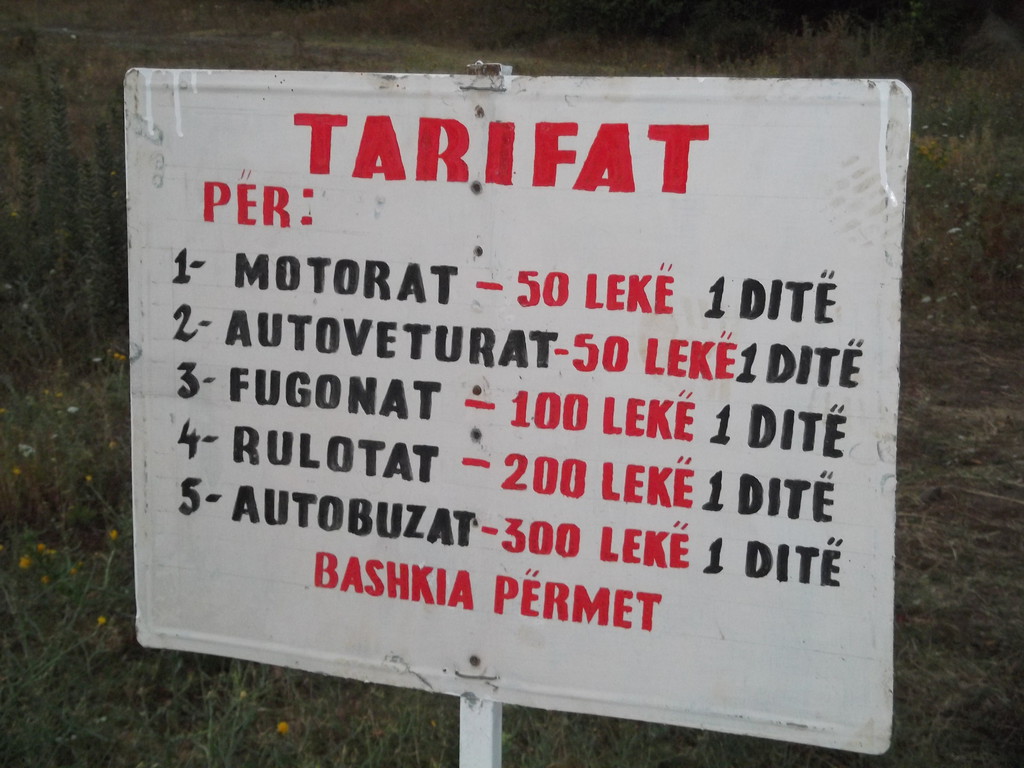 TARIFAT
PËR:
1- MOTORAT - 50 LEKË 1 DITË
2- AUTOVETURAT-50 LEKË 1 DITË
3- FUGONAT - 100 LEKË 1 DITË
4- RULOTAT - 200 LEKË 1 DITË
5- AUTOBUZAT-300 LEKË 1 DITË
BASHKIA PËRMET